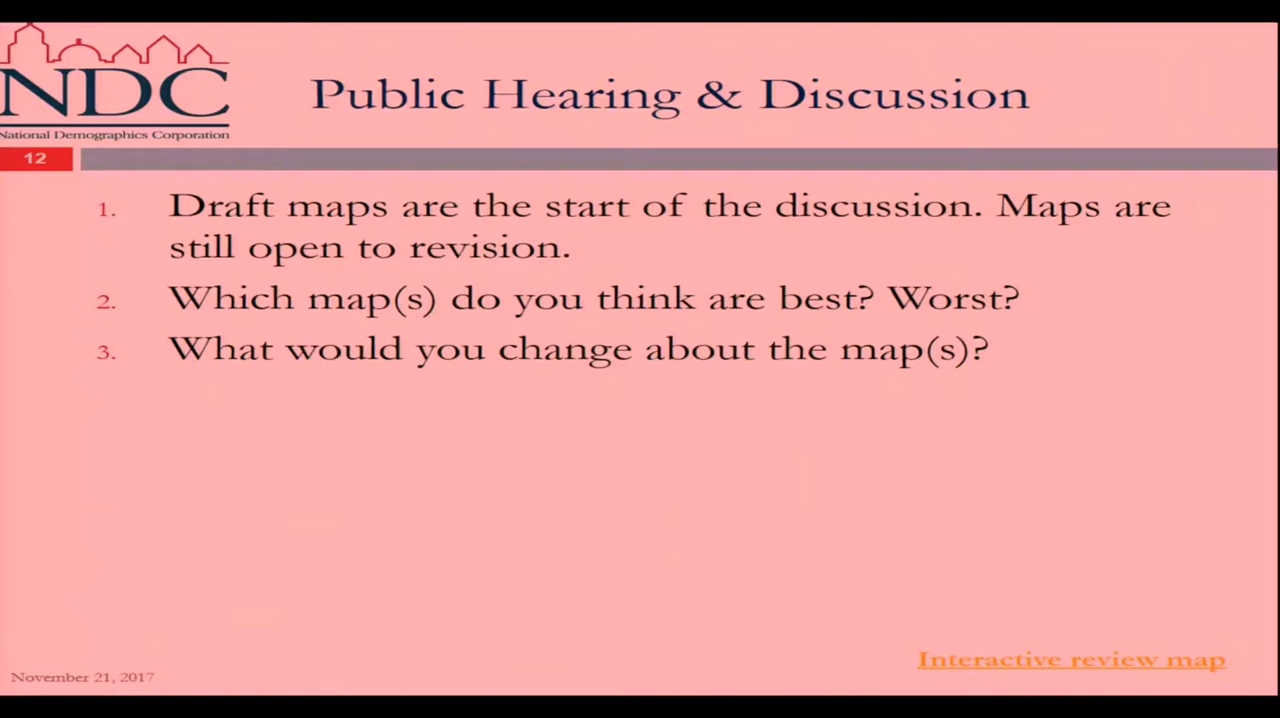 NDC
National Demographics Corporation
Public Hearing & Discussion
12
1. Draft maps are the start of the discussion. Maps are
still open to revision.
2. Which map(s) do you think are best? Worst?
3. What would you change about the map(s)?
Interactive review map
November 21, 2017